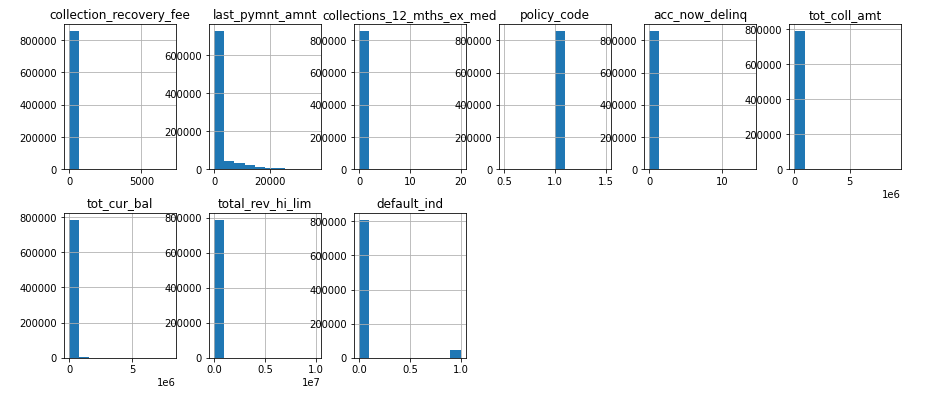 collection_recovery_fee last_pymnt_amnt collections_12_mths_ex_med policy_code acc_now_delinq tot_coll_amt
800000 600000 800000 800000 800000 800000
600000 400000 600000 600000 600000 600000
400000 200000 400000 400000 400000 400000
200000 200000 200000 200000 200000
0 0 0 0 0 0
0 5000 0 20000 0 10 20 0.5 1.0 1.5 0 10 0 5
1e6
tot_cur_bal total_rev_hi_lim default_ind
800000 800000 800000
600000 600000 600000
400000 400000 400000
200000 200000 200000
0 0 0
0 5 0.0 0.5 1.0 0.0 0.5 1.0
1e6 1e7